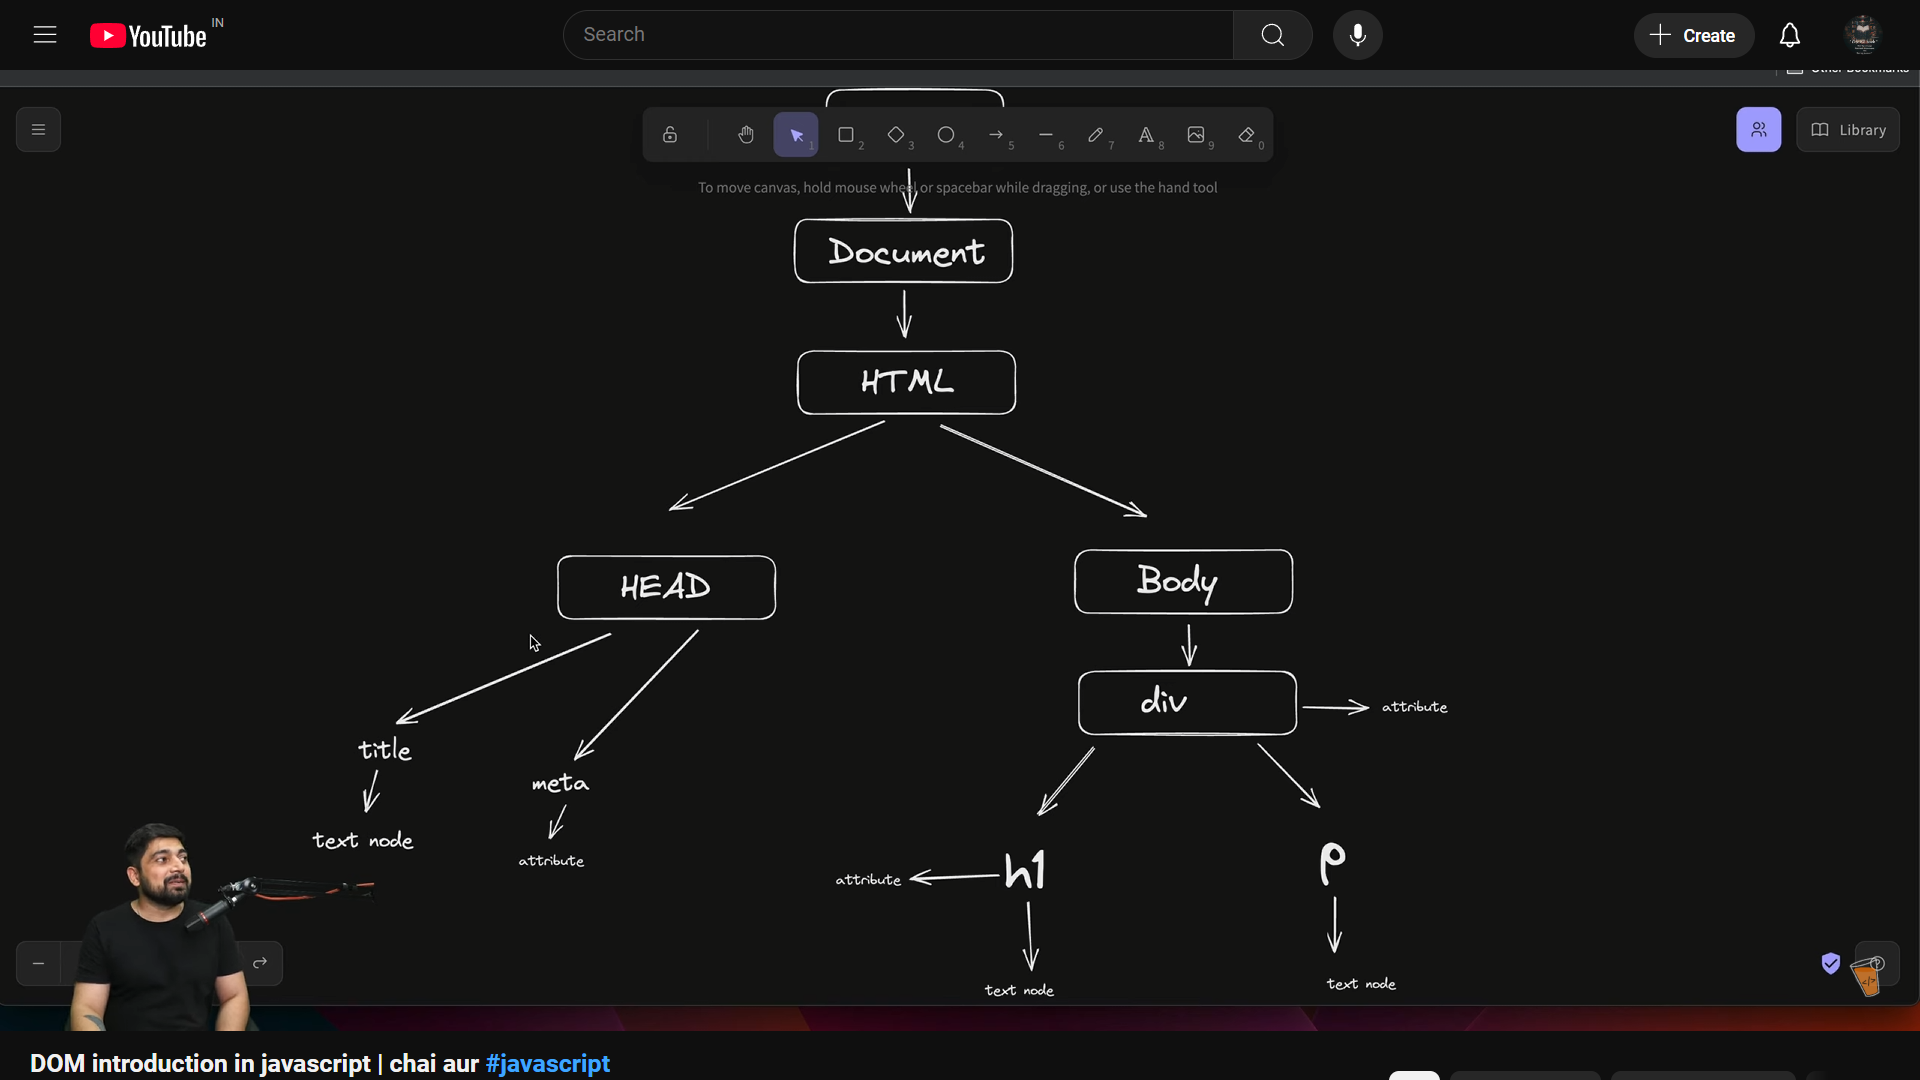 YouTube IN
Search
Create
Other Bookmarks
1 2 3 4 5 6 7 8 9 0
Library
To move canvas, hold mouse wheel or spacebar while dragging, or use the hand tool
Document
HTML
HEAD
Body
div
attribute
title
meta
text node
attribute
h1
attribute
p
text node
text node
DOM introduction in javascript | chai aur #javascript